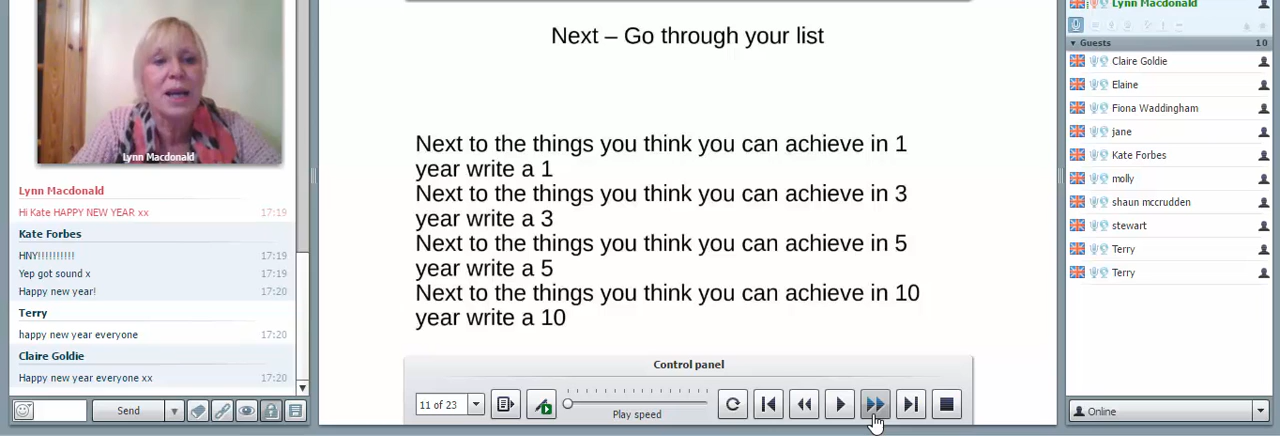 Lynn Macdonald
Lynn Macdonald
Hi Kate HAPPY NEW YEAR xx 17:19
Kate Forbes
HNY!!!!!!!!!! 17:19
Yep got sound x 17:19
Happy new year! 17:20
Terry
happy new year everyone 17:20
Claire Goldie
Happy new year everyone xx 17:20
Send
Next – Go through your list
Next to the things you think you can achieve in 1
year write a 1
Next to the things you think you can achieve in 3
year write a 3
Next to the things you think you can achieve in 5
year write a 5
Next to the things you think you can achieve in 10
year write a 10
Control panel
11 of 23
Play speed
Lynn Macdonald
Guests 10
Claire Goldie
Elaine
Fiona Waddingham
jane
Kate Forbes
molly
shaun mccrudden
stewart
Terry
Terry
Online